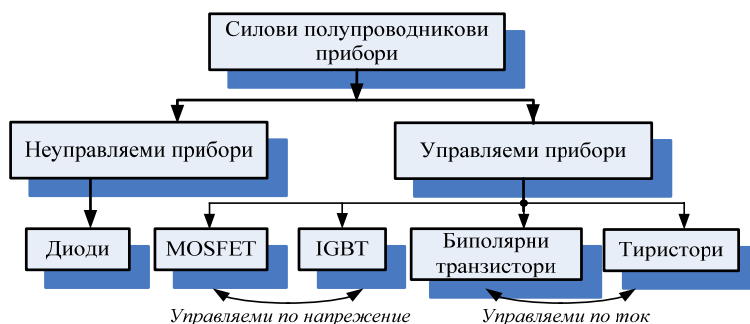 Силови полупроводникови
прибори
Неуправляеми прибори
Управляеми прибори
Диоди
MOSFET
IGBT
Биполярни
транзистори
Тиристори
Управляеми по напрежение
Управляеми по ток